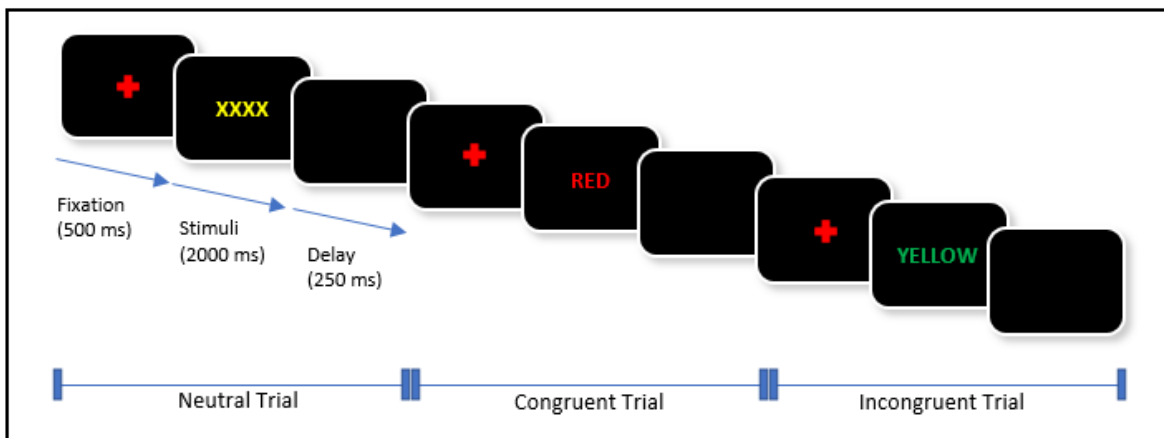 XXXX
RED
YELLOW
Fixation
(500 ms)
Stimuli
(2000 ms)
Delay
(250 ms)
Neutral Trial
Congruent Trial
Incongruent Trial